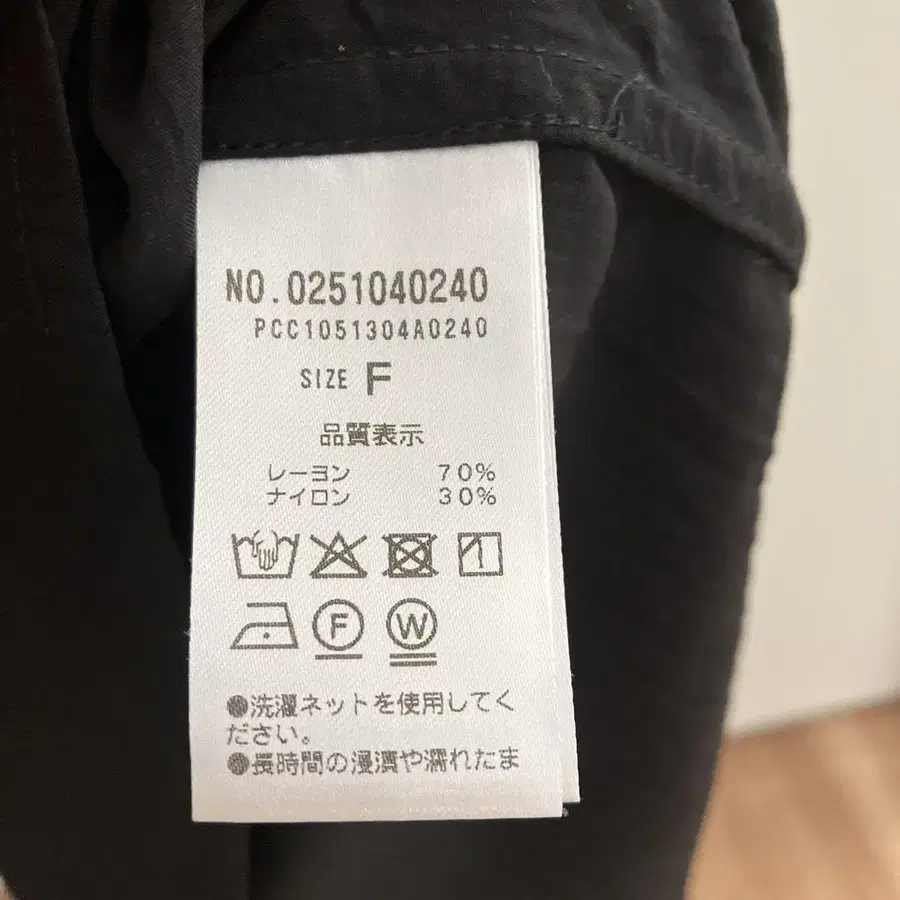 NO.0251040240
PCC1051304A0240
SIZE F
品質表示
レーヨン 70%
ナイロン 30%
F W
●洗濯ネットを使用してく
ださい。
●長時間の浸漬や濡れたま